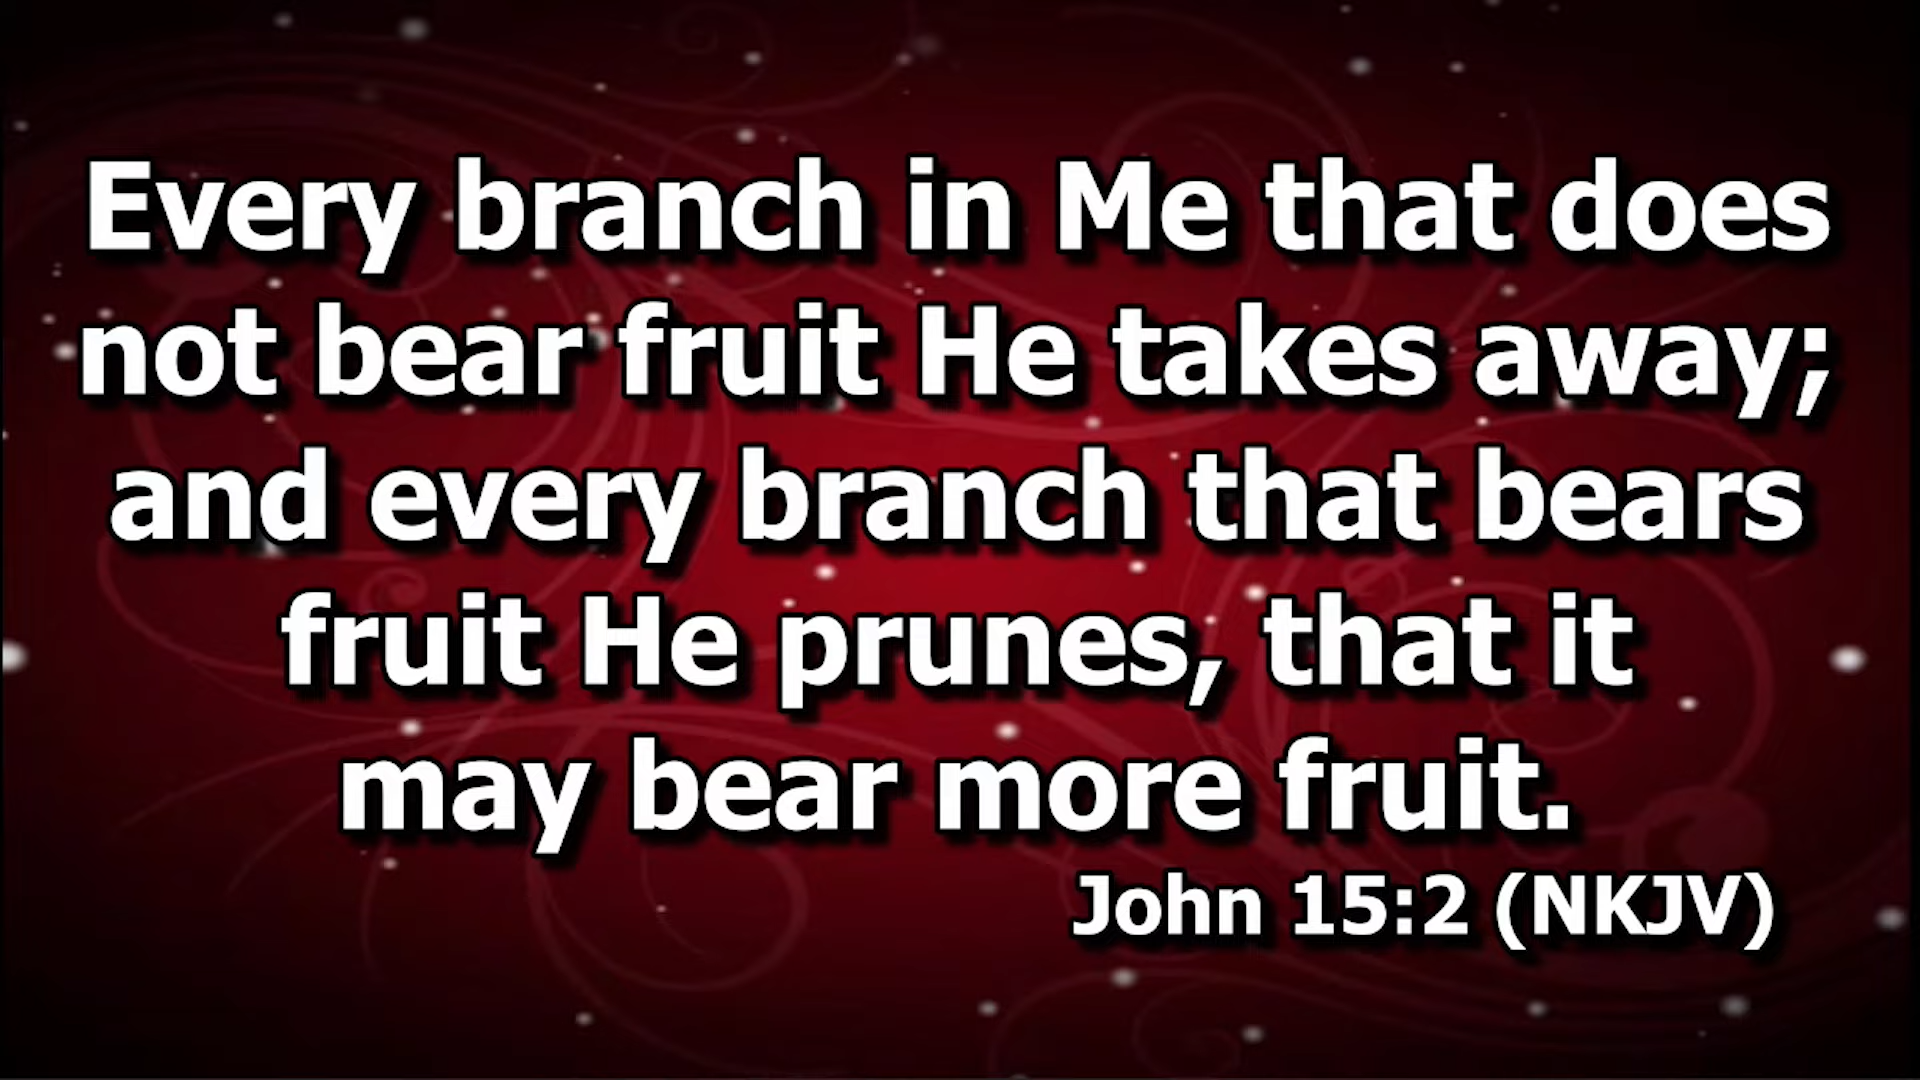 Every branch in Me that does
not bear fruit He takes away;
and every branch that bears
fruit He prunes, that it
may bear more fruit.
John 15:2 (NKJV)